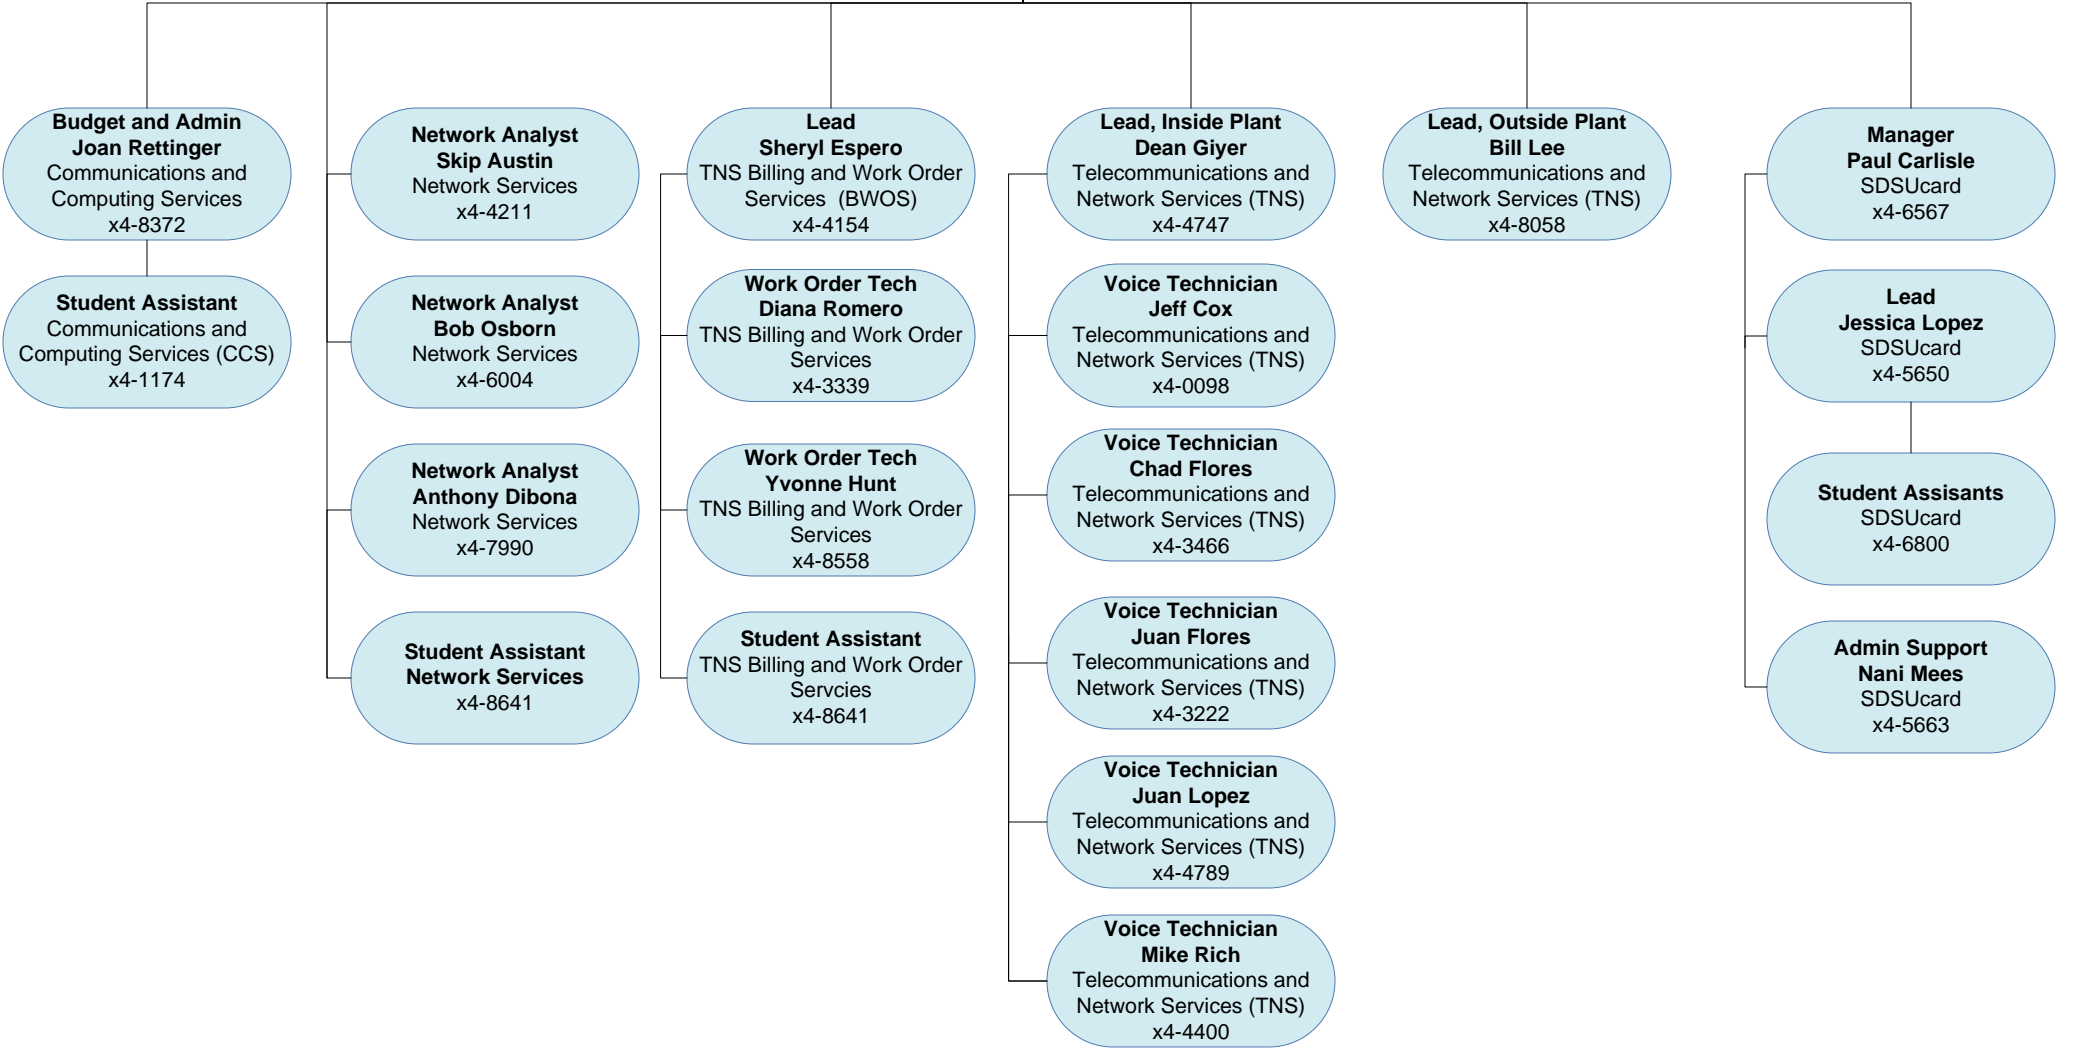 Budget and Admin
Joan Rettinger
Communications and
Computing Services
x4-8372
Student Assistant
Communications and
Computing Services (CCS)
x4-1174
Network Analyst
Skip Austin
Network Services
x4-4211
Network Analyst
Bob Osborn
Network Services
x4-6004
Network Analyst
Anthony Dibona
Network Services
x4-7990
Student Assistant
Network Services
x4-8641
Lead
Sheryl Espero
TNS Billing and Work Order
Services (BWOS)
x4-4154
Work Order Tech
Diana Romero
TNS Billing and Work Order
Services
x4-3339
Work Order Tech
Yvonne Hunt
TNS Billing and Work Order
Services
x4-8558
Student Assistant
TNS Billing and Work Order
Servcies
x4-8641
Lead, Inside Plant
Dean Giyer
Telecommunications and
Network Services (TNS)
x4-4747
Voice Technician
Jeff Cox
Telecommunications and
Network Services (TNS)
x4-0098
Voice Technician
Chad Flores
Telecommunications and
Network Services (TNS)
x4-3466
Voice Technician
Juan Flores
Telecommunications and
Network Services (TNS)
x4-3222
Voice Technician
Juan Lopez
Telecommunications and
Network Services (TNS)
x4-4789
Voice Technician
Mike Rich
Telecommunications and
Network Services (TNS)
x4-4400
Lead, Outside Plant
Bill Lee
Telecommunications and
Network Services (TNS)
x4-8058
Manager
Paul Carlisle
SDSUcard
x4-6567
Lead
Jessica Lopez
SDSUcard
x4-5650
Student Assisants
SDSUcard
x4-6800
Admin Support
Nani Mees
SDSUcard
x4-5663